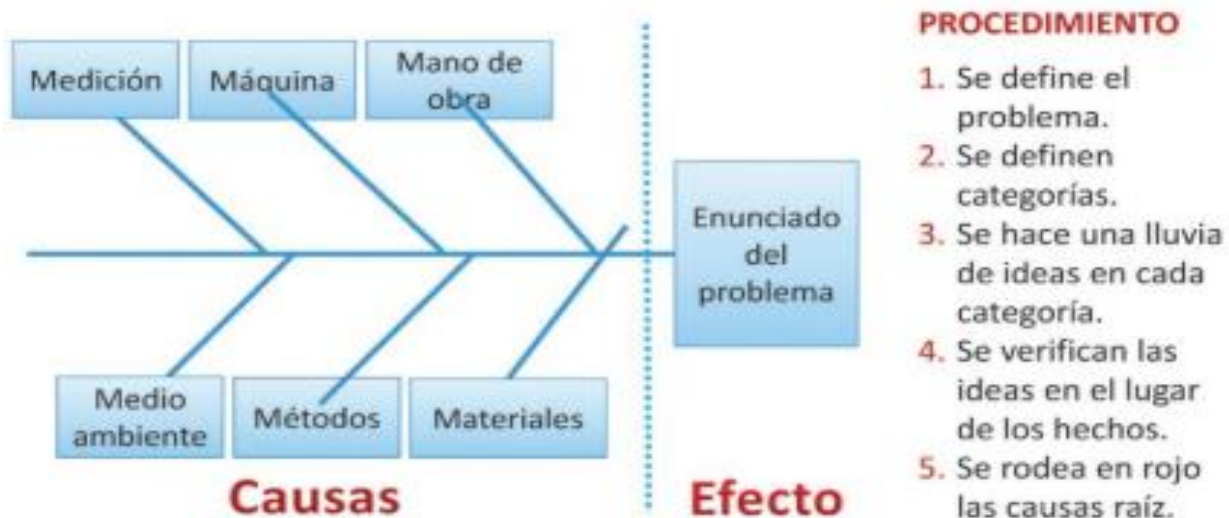 Medición
Máquina
Mano de
obra
Enunciado
del
problema
Medio
ambiente
Métodos
Materiales
Causas
Efecto
PROCEDIMIENTO
1. Se define el
problema.
2. Se definen
categorías.
3. Se hace una lluvia
de ideas en cada
categoría.
4. Se verifican las
ideas en el lugar
de los hechos.
5. Se rodea en rojo
las causas raíz.